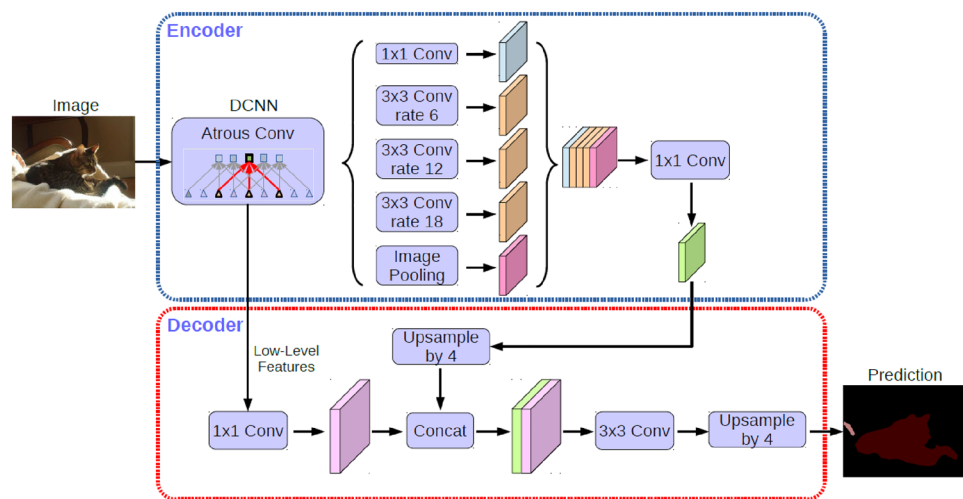 Encoder
Image
DCNN
Atrous Conv
1x1 Conv
3x3 Conv
rate 6
3x3 Conv
rate 12
3x3 Conv
rate 18
Image
Pooling
1x1 Conv
Decoder
Low-Level
Features
Upsample
by 4
1x1 Conv
Concat
3x3 Conv
Upsample
by 4
Prediction